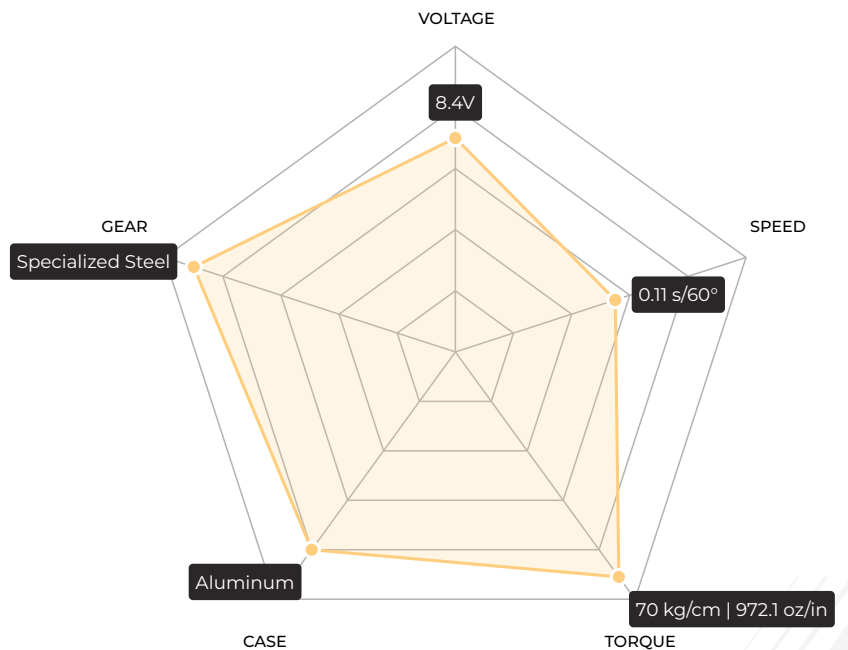 VOLTAGE
8.4V
GEAR
SPEED
Specialized Steel
0.11 s/60°
Aluminum
70 kg/cm | 972.1 oz/in
CASE
TORQUE